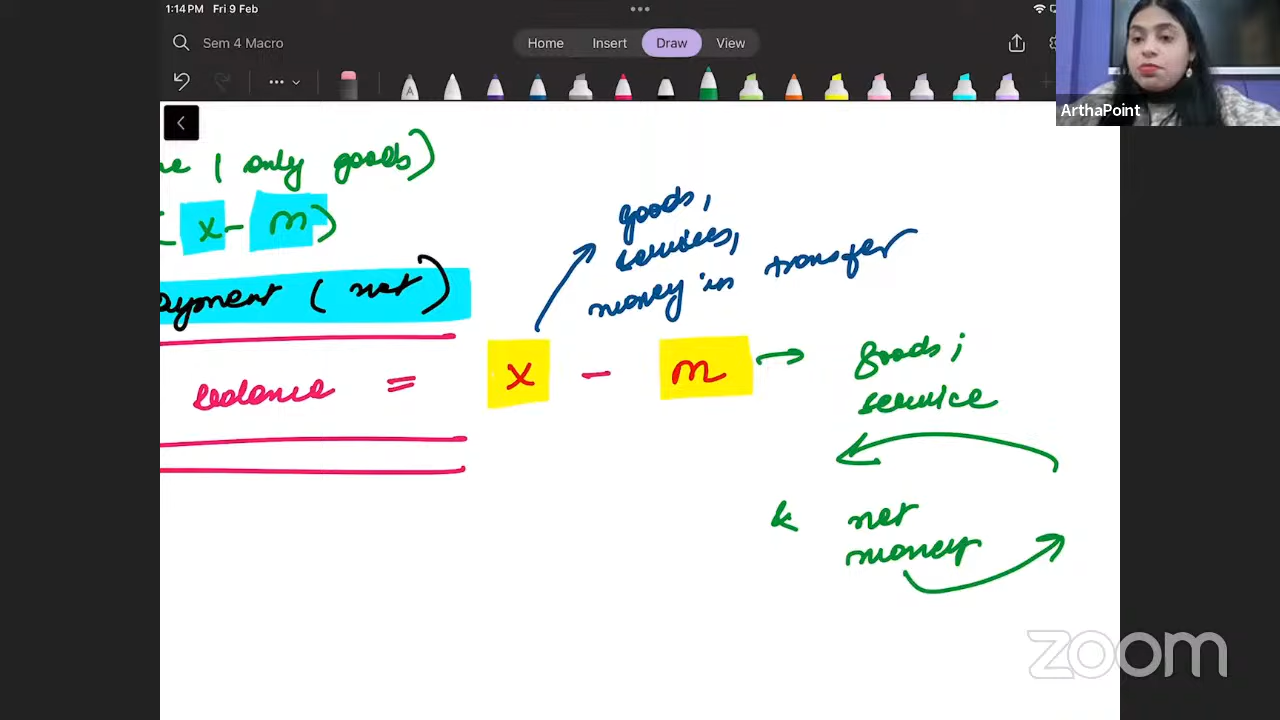 1:14 PM Fri 9 Feb
Sem 4 Macro
Home Insert Draw View
ArthaPoint
(only goods)
(x - m)
goods,
services,
money in transfer
ayment (net)
= x - m → goods;
service
& net
money
zoom